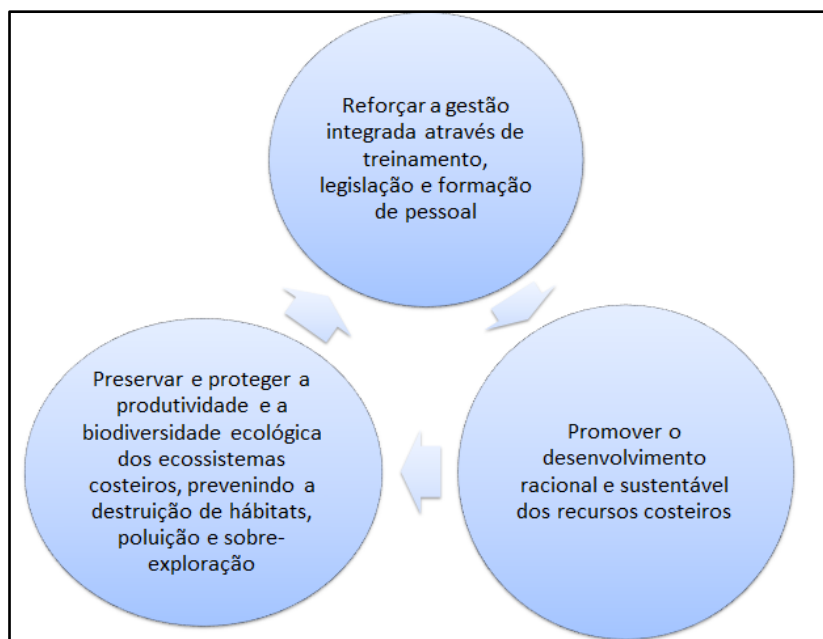 Reforçar a gestão
integrada através de
treinamento,
legislação e formação
de pessoal
Promover o
desenvolvimento
racional e sustentável
dos recursos costeiros
Preservar e proteger a
produtividade e a
biodiversidade ecológica
dos ecossistemas
costeiros, prevenindo a
destruição de hábitats,
poluição e sobre-
exploração